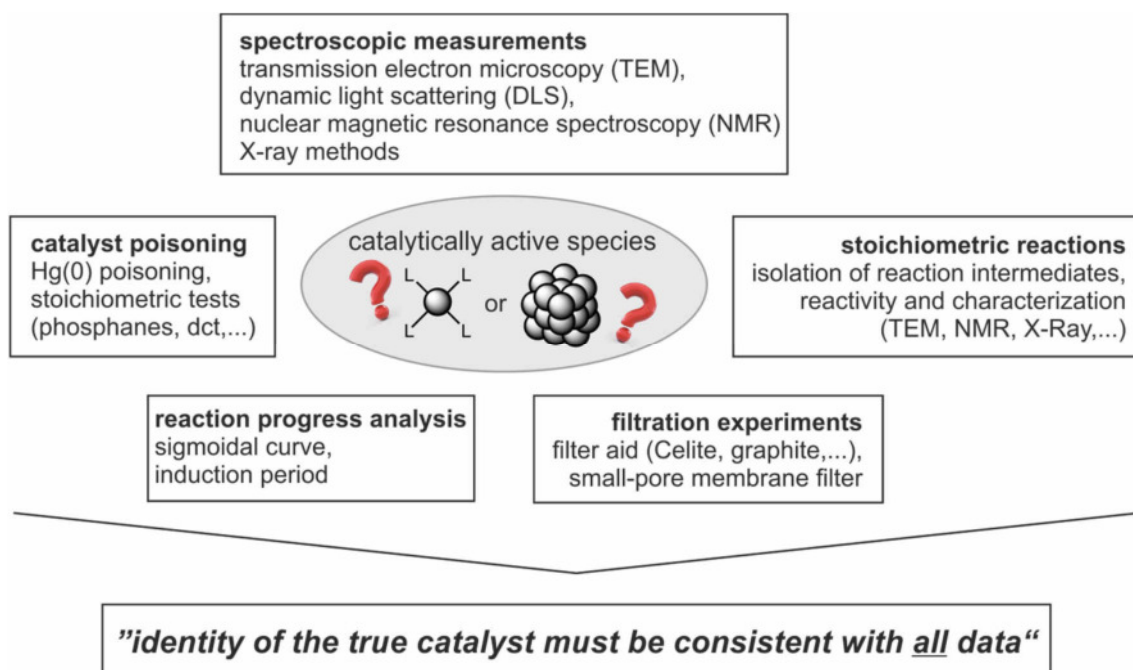 spectroscopic measurements
transmission electron microscopy (TEM),
dynamic light scattering (DLS),
nuclear magnetic resonance spectroscopy (NMR)
X-ray methods
catalyst poisoning
Hg(0) poisoning,
stoichiometric tests
(phosphanes, dct,...)
catalytically active species
? L L or ?
L L
stoichiometric reactions
isolation of reaction intermediates,
reactivity and characterization
(TEM, NMR, X-Ray,...)
reaction progress analysis
sigmoidal curve,
induction period
filtration experiments
filter aid (Celite, graphite,...),
small-pore membrane filter
”identity of the true catalyst must be consistent with all data“